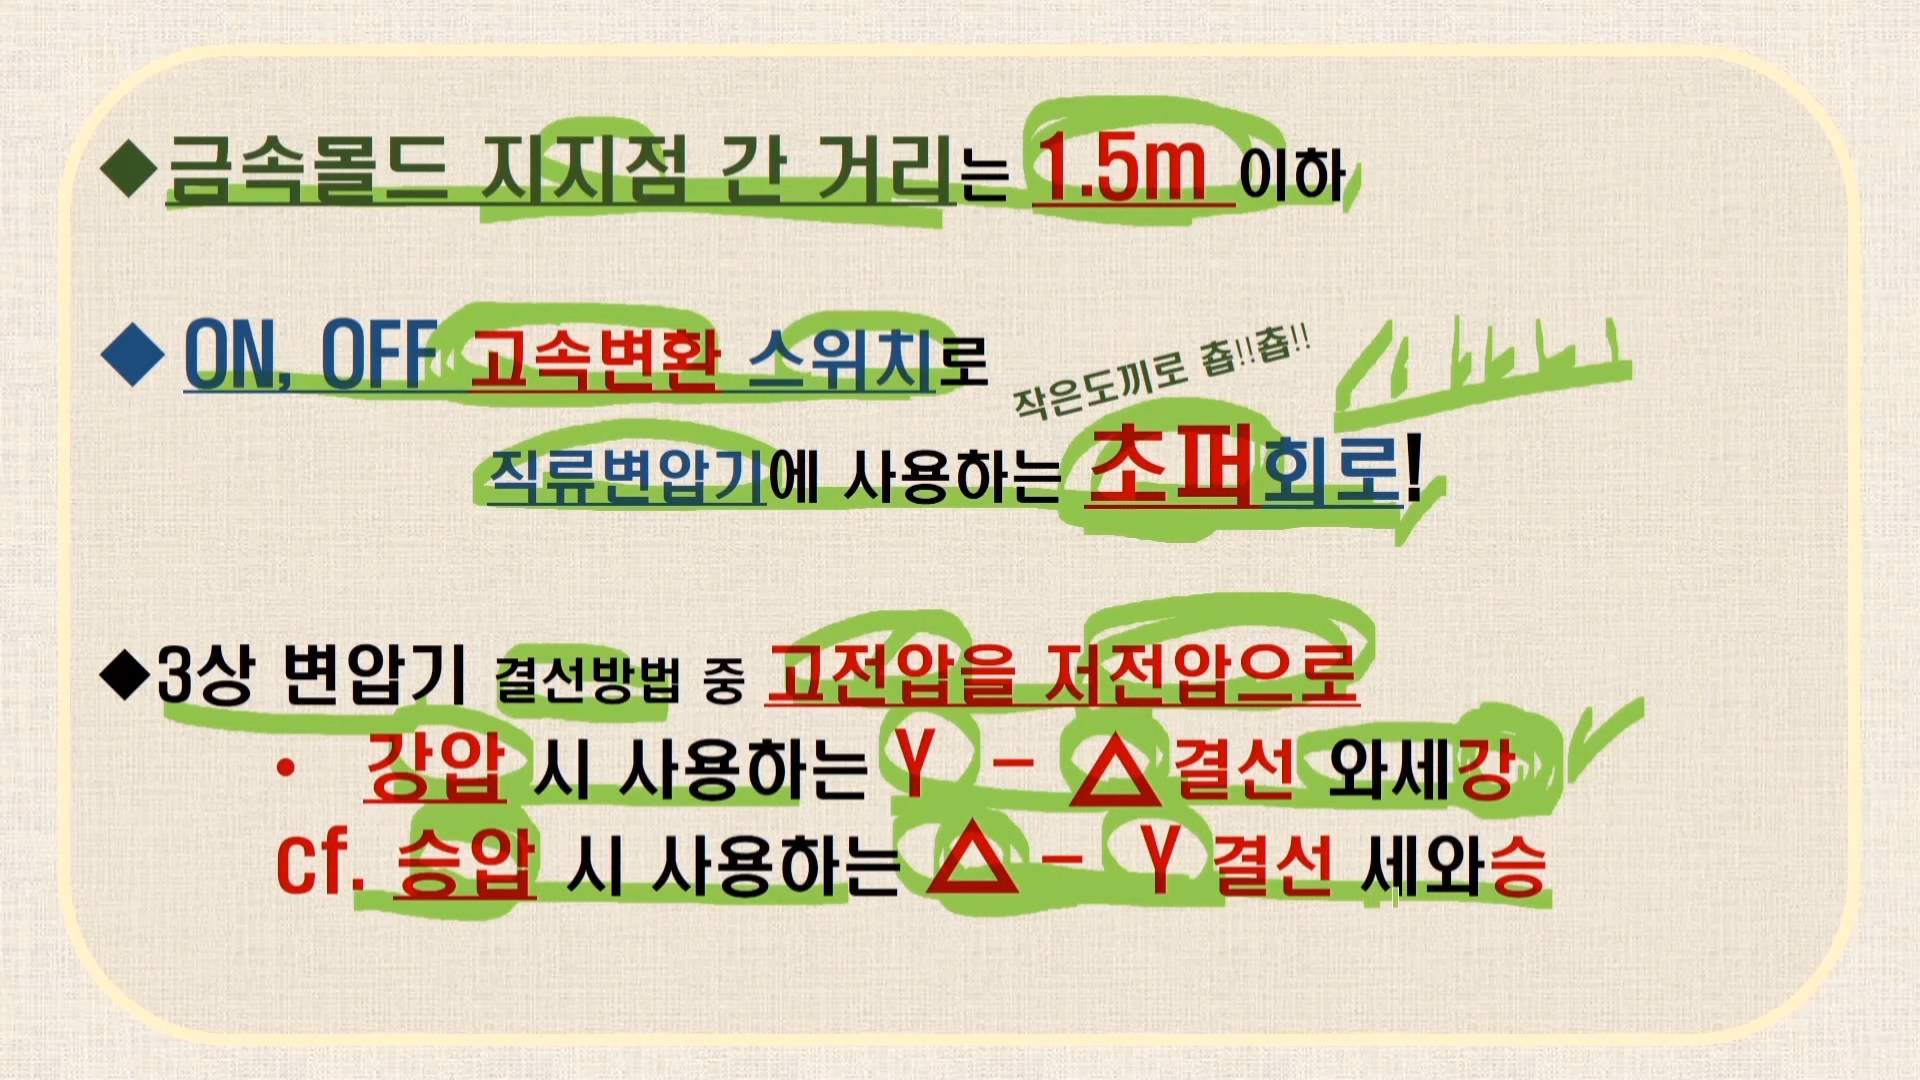 ◆금속몰드 지지점 간 거리는 1.5m 이하
◆ ON, OFF 고속변환 스위치로
작은도끼로 춉!!춉!!
직류변압기에 사용하는 초퍼회로!
◆3상 변압기 결선방법 중 고전압을 저전압으로
• 강압 시 사용하는 Y - △결선 와세강
cf. 승압 시 사용하는 △ - Y 결선 세와승